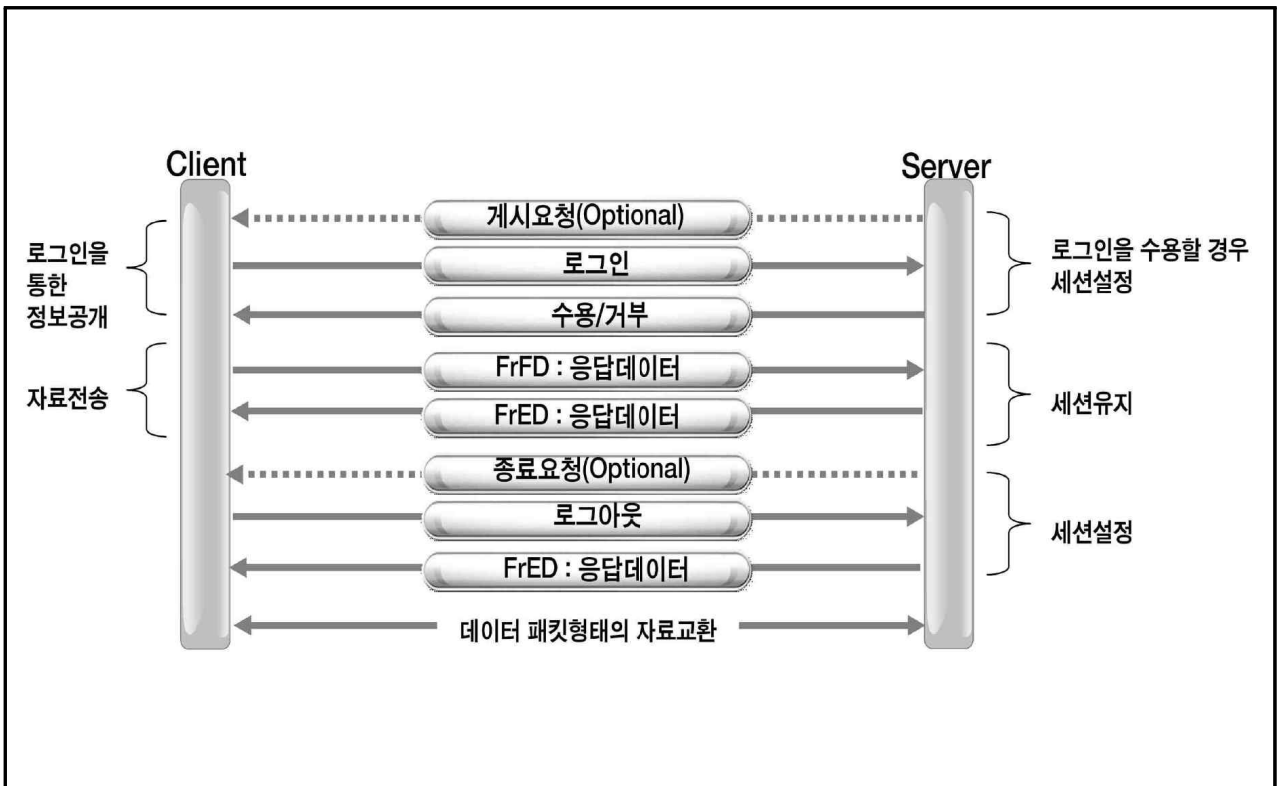 Client
Server
게시요청(Optional)
로그인
수용/거부
FrFD : 응답데이터
FrED : 응답데이터
종료요청(Optional)
로그아웃
FrED : 응답데이터
데이터 패킷형태의 자료교환
로그인을
통한
정보공개
자료전송
로그인을 수용할 경우
세션설정
세션유지
세션설정